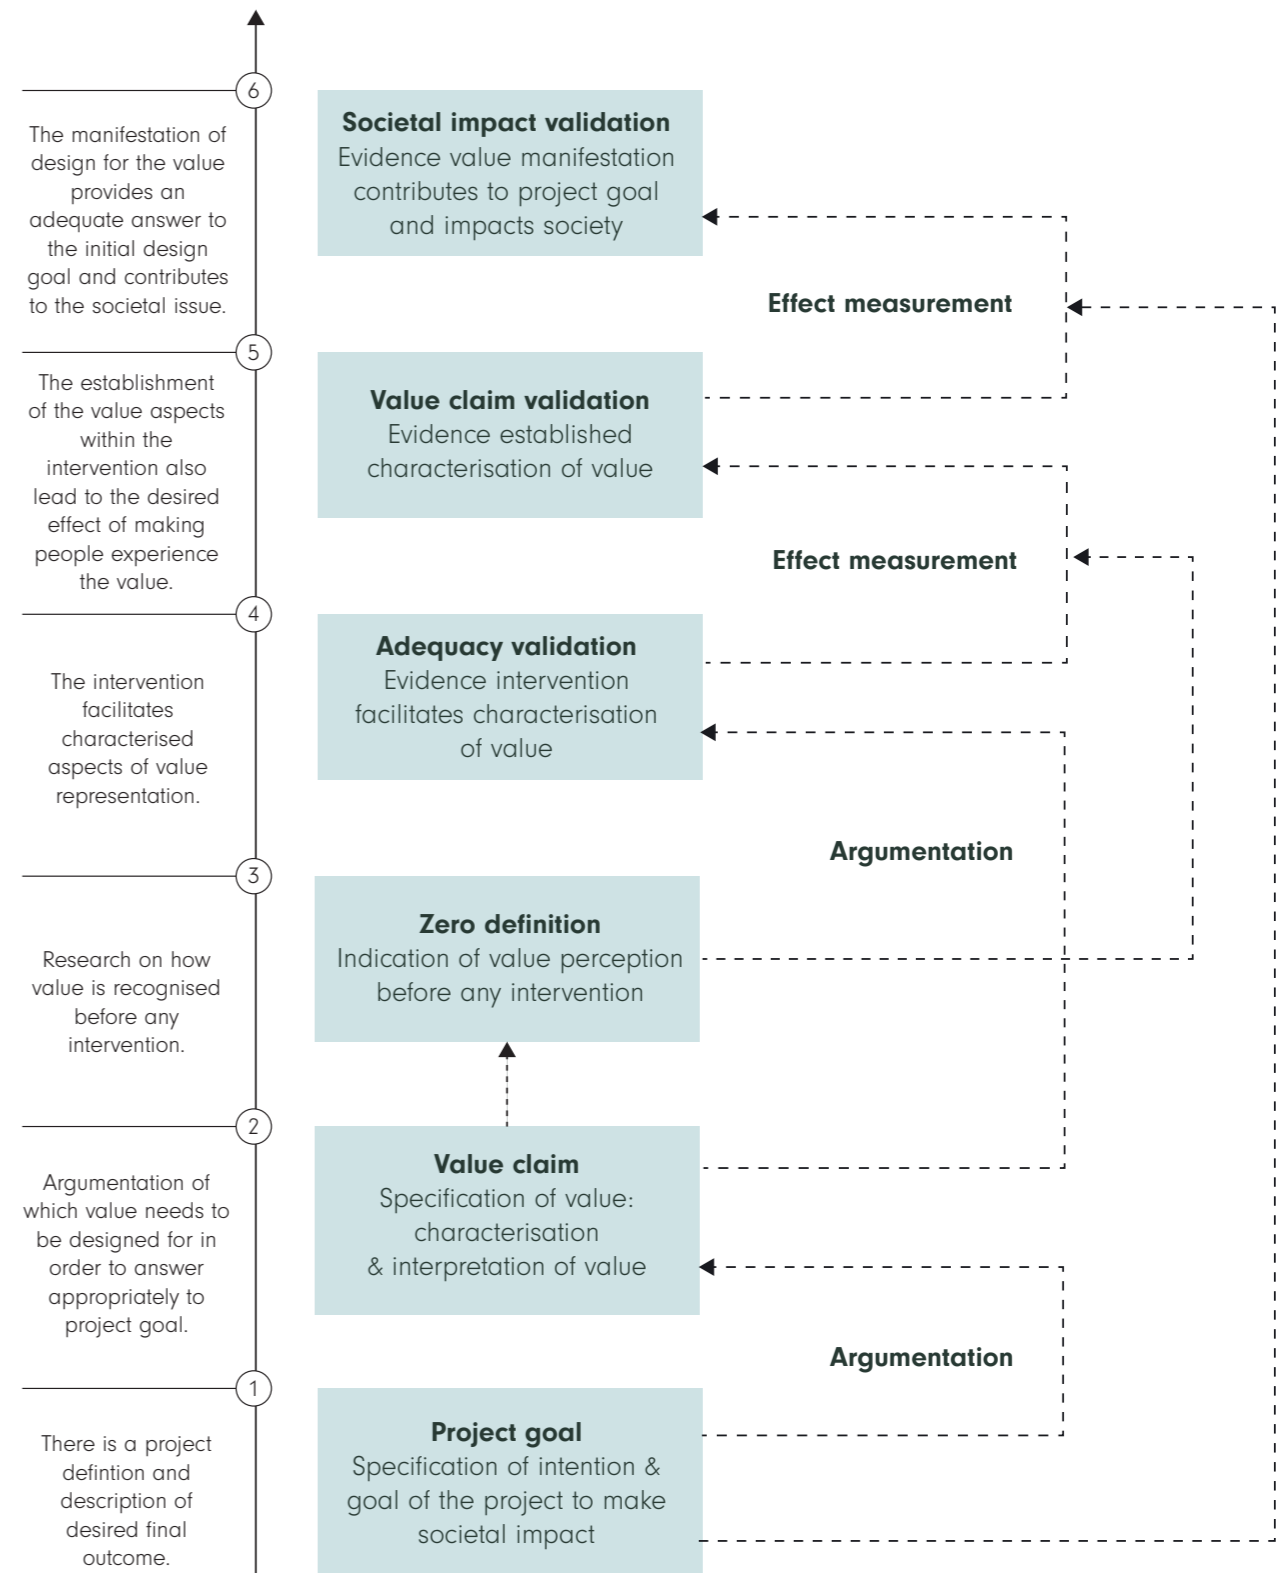 6
The manifestation of
design for the value
provides an
adequate answer to
the initial design
goal and contributes
to the societal issue.
Societal impact validation
Evidence value manifestation
contributes to project goal
and impacts society
Effect measurement
5
The establishment
of the value aspects
within the
intervention also
lead to the desired
effect of making
people experience
the value.
Value claim validation
Evidence established
characterisation of value
Effect measurement
4
The intervention
facilitates
characterised
aspects of value
representation.
Adequacy validation
Evidence intervention
facilitates characterisation
of value
Argumentation
3
Research on how
value is recognised
before any
intervention.
Zero definition
Indication of value perception
before any intervention
2
Argumentation of
which value needs to
be designed for in
order to answer
appropriately to
project goal.
Value claim
Specification of value:
characterisation
& interpretation of value
Argumentation
1
There is a project
defintion and
description of
desired final
outcome.
Project goal
Specification of intention &
goal of the project to make
societal impact